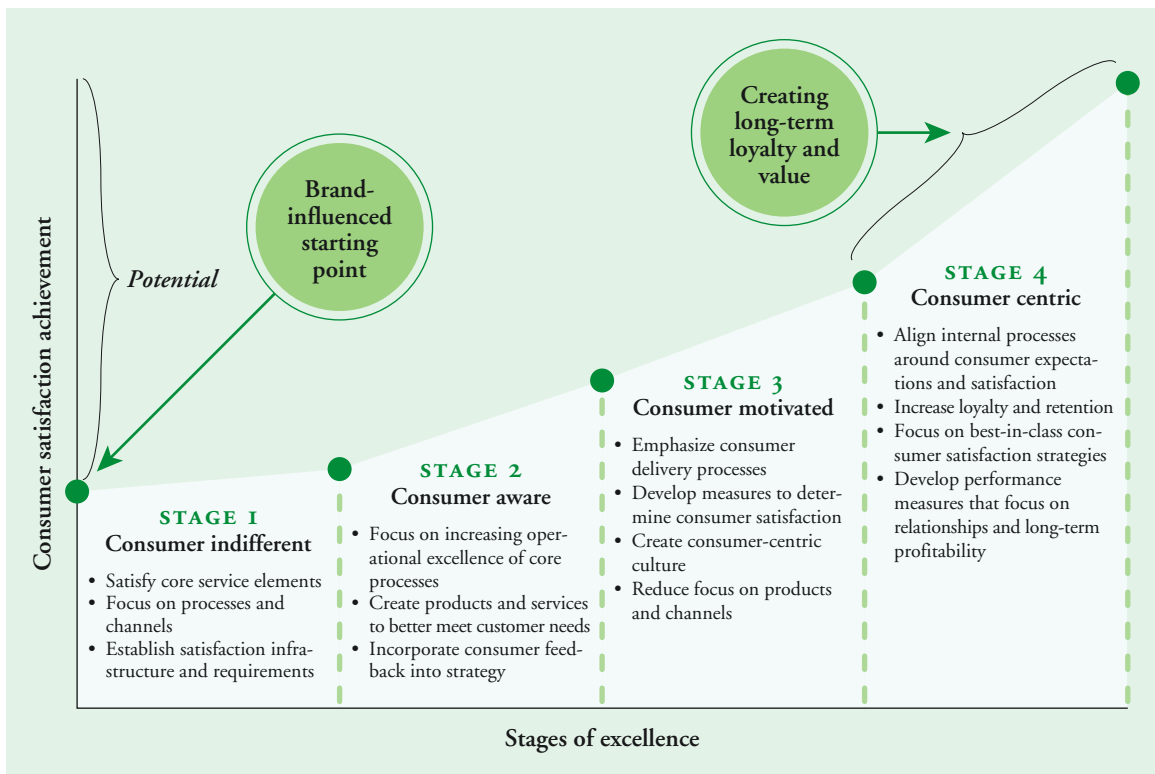 Creating
long-term
loyalty and
value
Brand-
influenced
starting
point
Potential
Consumer satisfaction achievement
STAGE 1
Consumer indifferent
• Satisfy core service elements
• Focus on processes and
channels
• Establish satisfaction infra-
structure and requirements
STAGE 2
Consumer aware
• Focus on increasing oper-
ational excellence of core
processes
• Create products and services
to better meet customer needs
• Incorporate consumer feed-
back into strategy
STAGE 3
Consumer motivated
• Emphasize consumer
delivery processes
• Develop measures to deter-
mine consumer satisfaction
• Create consumer-centric
culture
• Reduce focus on products
and channels
STAGE 4
Consumer centric
• Align internal processes
around consumer expecta-
tions and satisfaction
• Increase loyalty and retention
• Focus on best-in-class con-
sumer satisfaction strategies
• Develop performance
measures that focus on
relationships and long-term
profitability
Stages of excellence